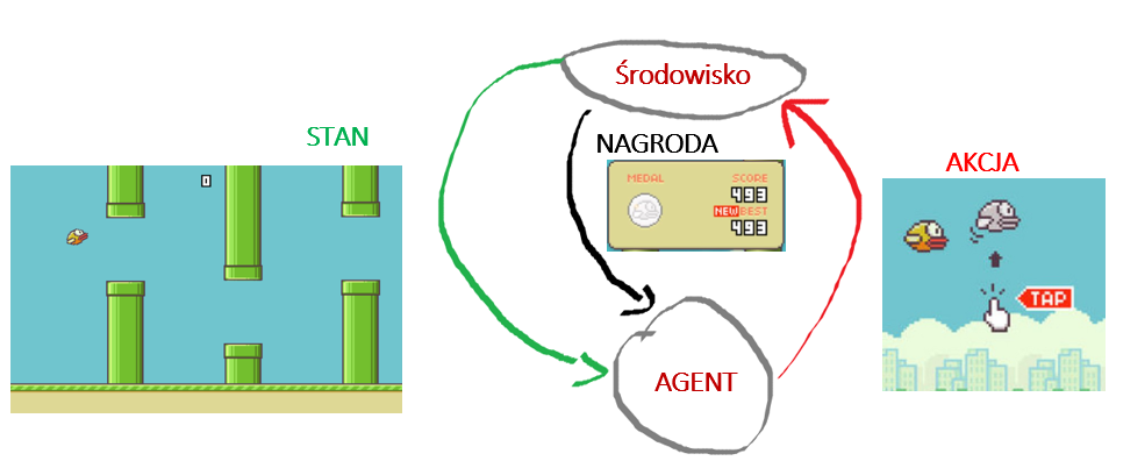 Środowisko
STAN
NAGRODA
AKCJA
0
MEDAL
SCORE
493
NEW BEST
493
TAP
AGENT